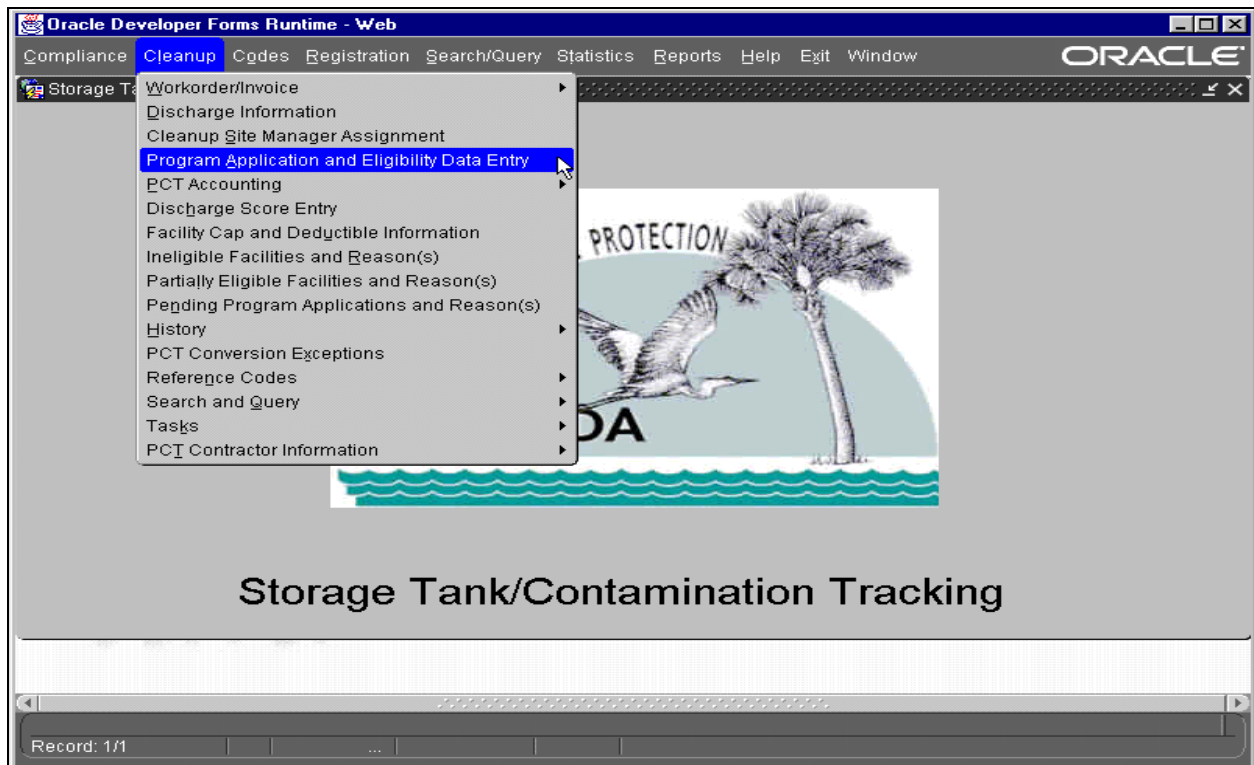 Oracle Developer Forms Runtime - Web
Compliance Cleanup Codes Registration Search/Query Statistics Reports Help Exit Window ORACLE
Storage Ta
Workorder/Invoice
Discharge Information
Cleanup Site Manager Assignment
Program Application and Eligibility Data Entry
PCT Accounting
Discharge Score Entry
Facility Cap and Deductible Information
Ineligible Facilities and Reason(s)
Partially Eligible Facilities and Reason(s)
Pending Program Applications and Reason(s)
History
PCT Conversion Exceptions
Reference Codes
Search and Query
Tasks
PCT Contractor Information
PROTECTION
DA
Storage Tank/Contamination Tracking
Record: 1/1
...